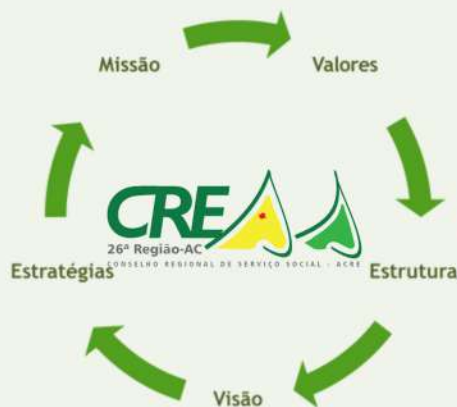 Missão
Valores
CRE
26ª Região-AC
CONSELHO REGIONAL DE SERVIÇO SOCIAL - ACRE
Estratégias
Estrutura
Visão